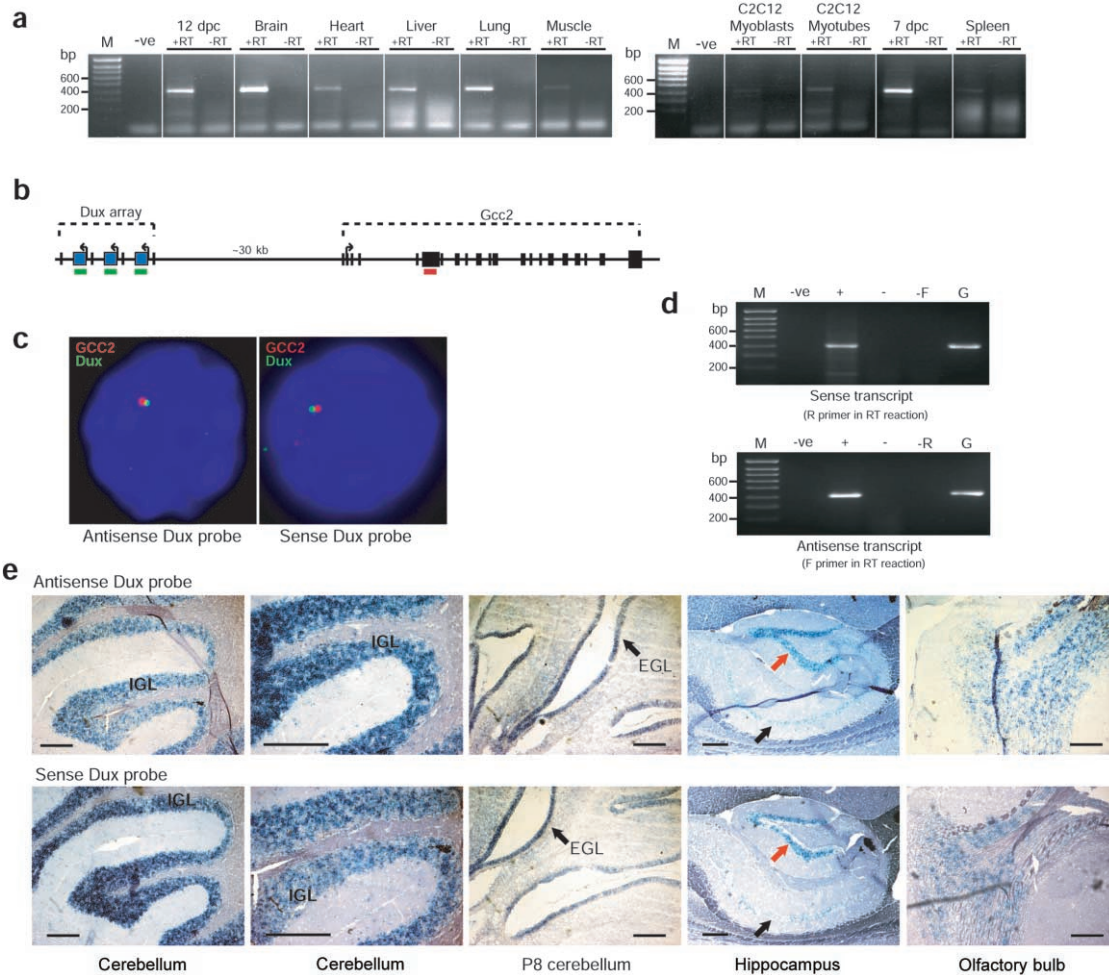 a
12 dpc Brain Heart Liver Lung Muscle
bp M -ve +RT -RT +RT -RT +RT -RT +RT -RT +RT -RT +RT -RT
600
400
200
C2C12 Myoblasts C2C12 Myotubes 7 dpc Spleen
bp M -ve +RT -RT +RT -RT +RT -RT +RT -RT
600
400
200
b
Dux array
~30 kb
Gcc2
c
GCC2
Dux
GCC2
Dux
Antisense Dux probe
Sense Dux probe
d
M -ve + - -F G
bp
600
400
200
Sense transcript
(R primer in RT reaction)
M -ve + - -R G
bp
600
400
200
Antisense transcript
(F primer in RT reaction)
e
Antisense Dux probe
IGL
IGL
IGL
EGL
Sense Dux probe
IGL
IGL
EGL
Cerebellum Cerebellum P8 cerebellum Hippocampus Olfactory bulb